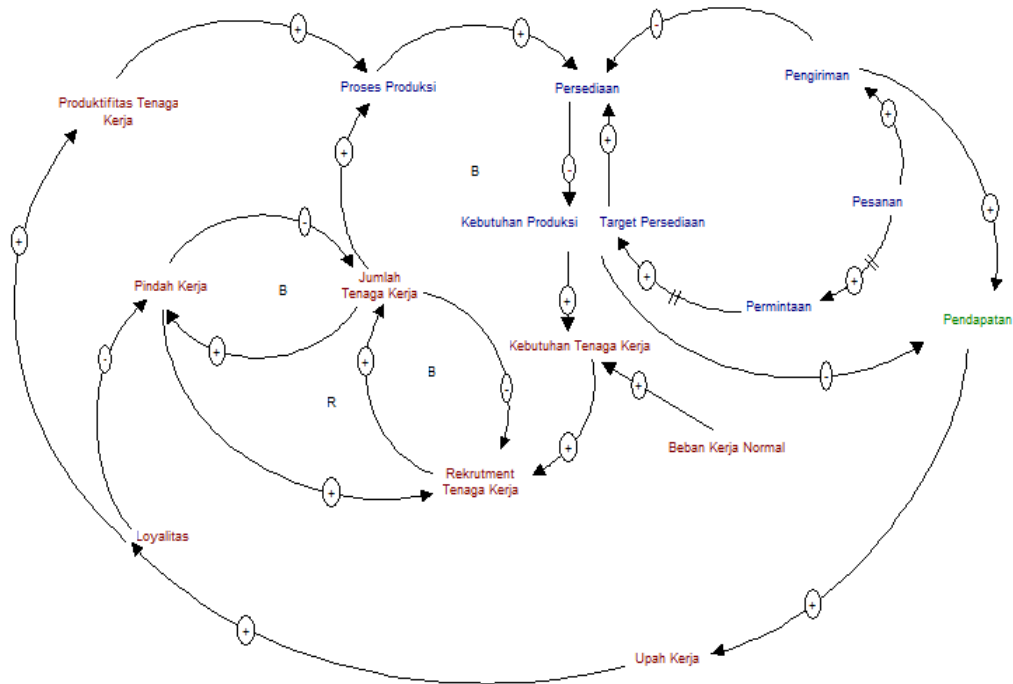 +
+
-
Proses Produksi
Persediaan
Pengiriman
Produktifitas Tenaga
Kerja
+
+
+
B
-
Pesanan
+
Kebutuhan Produksi
Target Persediaan
-
+
Pindah Kerja
B
Jumlah
Tenaga Kerja
+
+
+
Permintaan
Pendapatan
+
+
Kebutuhan Tenaga Kerja
-
+
B
-
-
+
R
+
Beban Kerja Normal
Rekrutment
Tenaga Kerja
+
Loyalitas
+
+
Upah Kerja